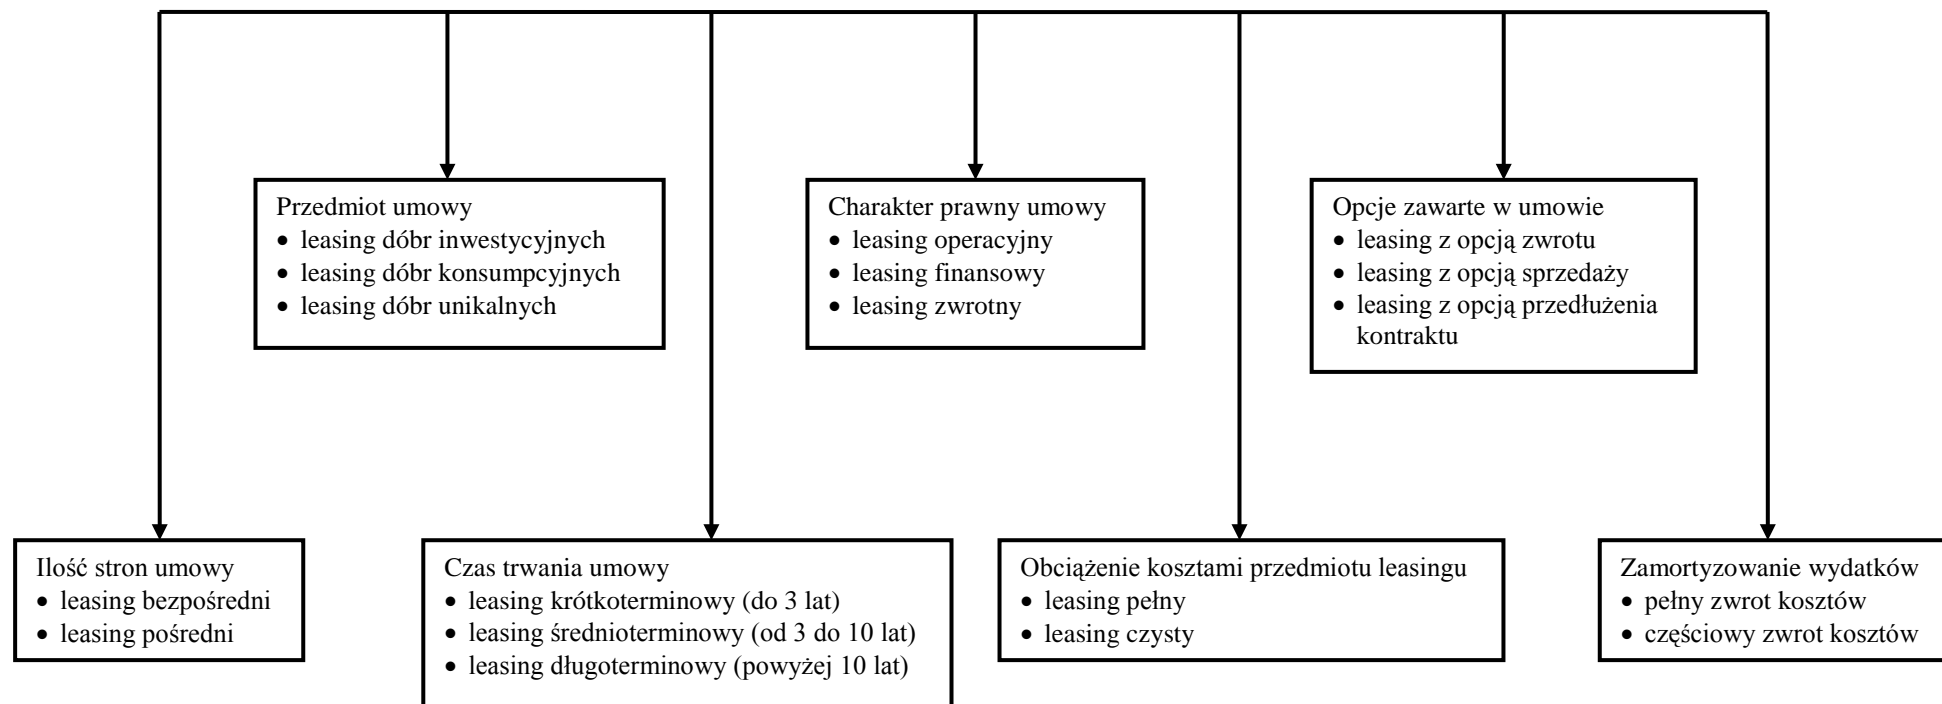 Przedmiot umowy
• leasing dóbr inwestycyjnych
• leasing dóbr konsumpcyjnych
• leasing dóbr unikalnych
Charakter prawny umowy
• leasing operacyjny
• leasing finansowy
• leasing zwrotny
Opcje zawarte w umowie
• leasing z opcją zwrotu
• leasing z opcją sprzedaży
• leasing z opcją przedłużenia
kontraktu
Ilość stron umowy
• leasing bezpośredni
• leasing pośredni
Czas trwania umowy
• leasing krótkoterminowy (do 3 lat)
• leasing średnioterminowy (od 3 do 10 lat)
• leasing długoterminowy (powyżej 10 lat)
Obciążenie kosztami przedmiotu leasingu
• leasing pełny
• leasing czysty
Zamortyzowanie wydatków
• pełny zwrot kosztów
• częściowy zwrot kosztów